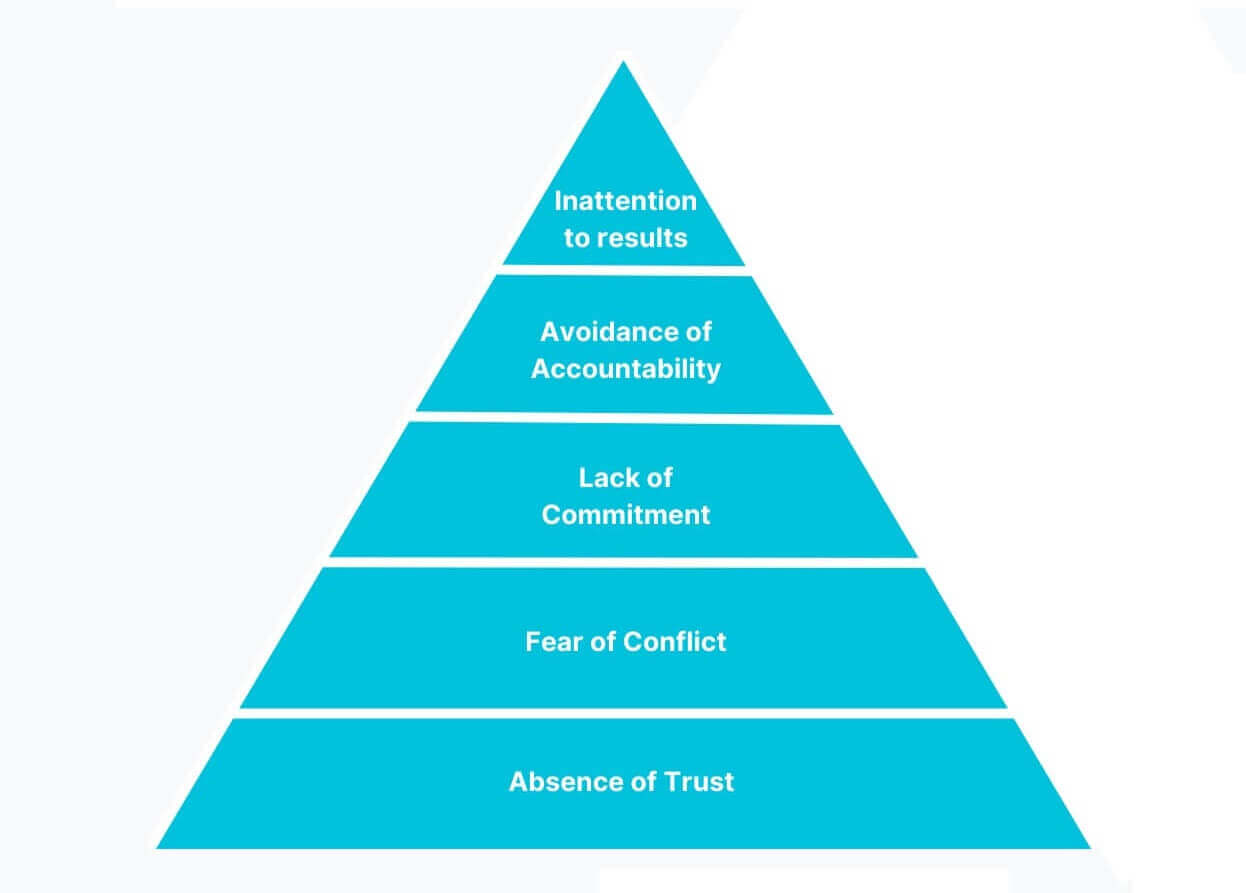 Inattention
to results
Avoidance of
Accountability
Lack of
Commitment
Fear of Conflict
Absence of Trust